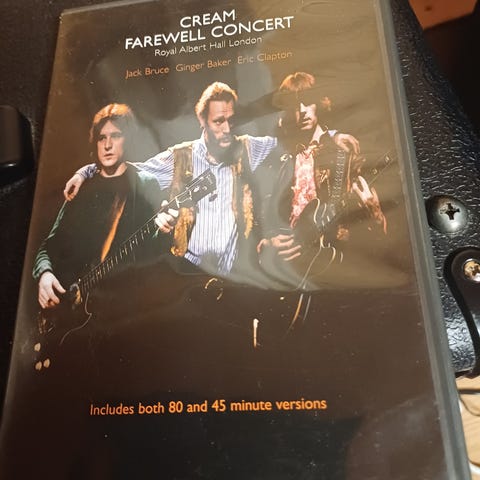 CREAM
FAREWELL CONCERT
Royal Albert Hall London
Jack Bruce Ginger Baker Eric Clapton
Includes both 80 and 45 minute versions